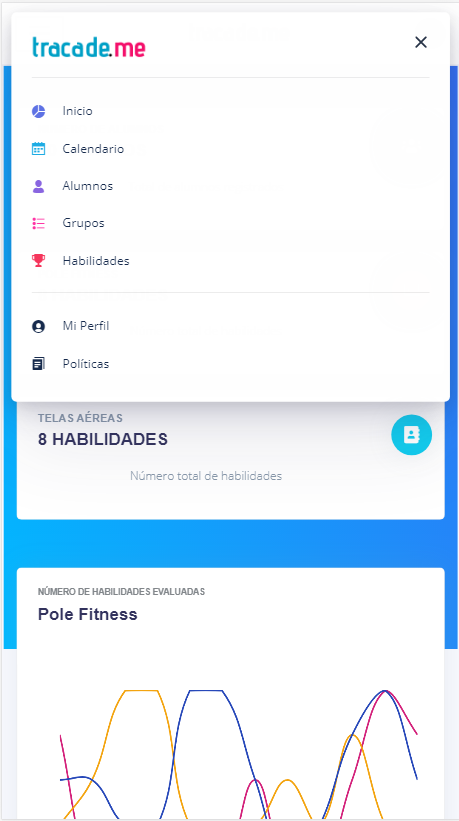 tracade.me
Inicio
Calendario
Alumnos
Grupos
Habilidades
Mi Perfil
Políticas
TELAS AÉREAS
8 HABILIDADES
Número total de habilidades
NÚMERO DE HABILIDADES EVALUADAS
Pole Fitness